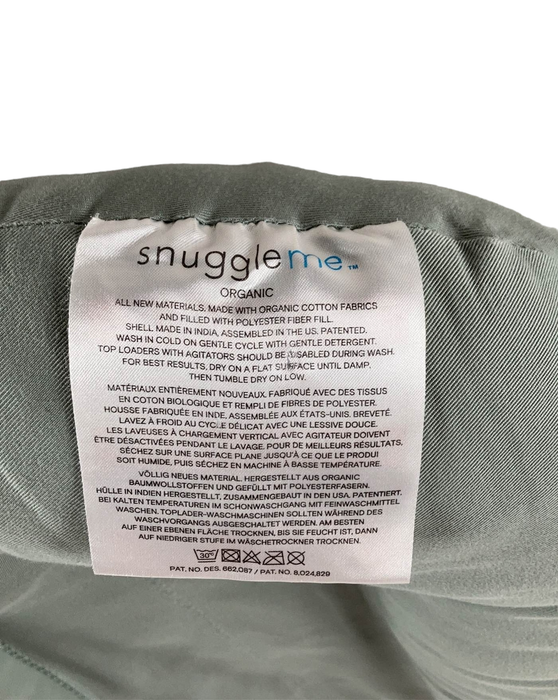 snuggleme™
ORGANIC
ALL NEW MATERIALS. MADE WITH ORGANIC COTTON FABRICS
AND FILLED WITH POLYESTER FIBER FILL.
SHELL MADE IN INDIA, ASSEMBLED IN THE US. PATENTED.
WASH IN COLD ON GENTLE CYCLE WITH GENTLE DETERGENT.
TOP LOADERS WITH AGITATORS SHOULD BE DISABLED DURING WASH.
FOR BEST RESULTS, DRY ON A FLAT SURFACE UNTIL DAMP,
THEN TUMBLE DRY ON LOW.
MATÉRIAUX ENTIÈREMENT NOUVEAUX. FABRIQUÉ AVEC DES TISSUS
EN COTON BIOLOGIQUE ET REMPLI DE FIBRES DE POLYESTER.
HOUSSE FABRIQUÉE EN INDE, ASSEMBLÉE AUX ÉTATS-UNIS. BREVETÉ.
LAVEZ À FROID AU CYCLE DÉLICAT AVEC UNE LESSIVE DOUCE.
LES LAVEUSES À CHARGEMENT VERTICAL AVEC AGITATEUR DOIVENT
ÊTRE DÉSACTIVÉES PENDANT LE LAVAGE. POUR DE MEILLEURS RÉSULTATS,
SÉCHEZ SUR UNE SURFACE PLANE JUSQU'À CE QUE LE PRODUI
SOIT HUMIDE, PUIS SÉCHEZ EN MACHINE À BASSE TEMPÉRATURE.
VÖLLIG NEUES MATERIAL. HERGESTELLT AUS ORGANIC
BAUMWOLLSTOFFEN UND GEFÜLLT MIT POLYESTERFASERN.
HÜLLE IN INDIEN HERGESTELLT, ZUSAMMENGEBAUT IN DEN USA. PATENTIERT.
BEI KALTEN TEMPERATUREN IM SCHONWASCHGANG MIT FEINWASCHMITTEL
WASCHEN. TOPLADER-WASCHMASCHINEN SOLLTEN WÄHREND DES
WASCHVORGANGS AUSGESCHALTET WERDEN. AM BESTEN
AUF EINER EBENEN FLÄCHE TROCKNEN, BIS SIE FEUCHT IST, DANN
AUF NIEDRIGER STUFE IM WÄSCHETROCKNER TROCKNEN.
30°
PAT. NO. DES. 662,087 / PAT. NO. 8,024,829